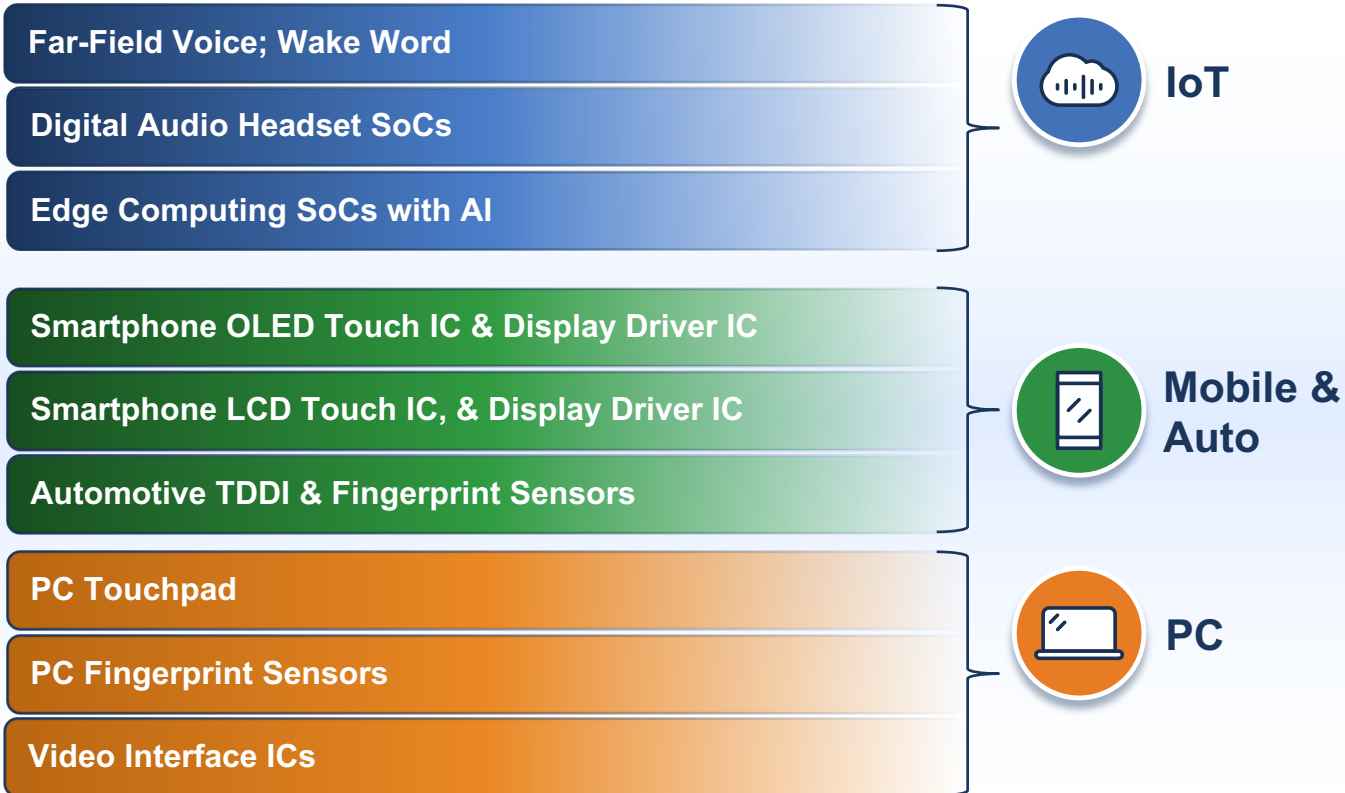 Far-Field Voice; Wake Word
Digital Audio Headset SoCs
Edge Computing SoCs with AI
IoT
Smartphone OLED Touch IC & Display Driver IC
Smartphone LCD Touch IC, & Display Driver IC
Automotive TDDI & Fingerprint Sensors
Mobile &
Auto
PC Touchpad
PC Fingerprint Sensors
Video Interface ICs
PC